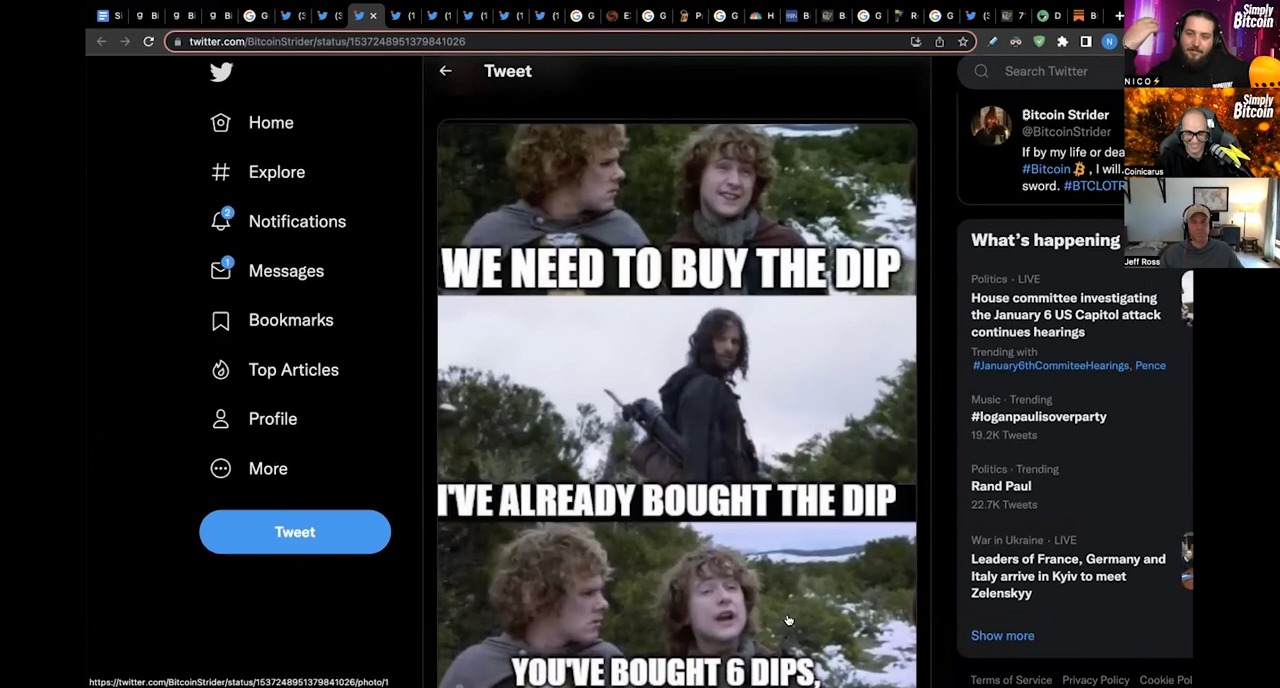 twitter.com/BitcoinStrider/status/1537248951379841026
N
Simply
Bitcoin
NICO⚡
Simply
Bitcoin
Coinicarus
Jeff Ross
Home
Explore
2
Notifications
1
Messages
Bookmarks
Top Articles
Profile
More
Tweet
Tweet
WE NEED TO BUY THE DIP
I'VE ALREADY BOUGHT THE DIP
YOU'VE BOUGHT 6 DIPS,
Search Twitter
₿itcoin Strider
@BitcoinStrider
If by my life or dea
#Bitcoin , I will
sword. #BTCLOTR
What's happening
Politics · LIVE
House committee investigating
the January 6 US Capitol attack
continues hearings
Trending with
#January6thCommiteeHearings, Pence
Music · Trending
#loganpaulisoverparty
19.2K Tweets
Politics · Trending
Rand Paul
22.7K Tweets
War in Ukraine · LIVE
Leaders of France, Germany and
Italy arrive in Kyiv to meet
Zelenskyy
Show more
Terms of Service Privacy Policy Cookie Pol
https://twitter.com/BitcoinStrider/status/1537248951379841026/photo/1